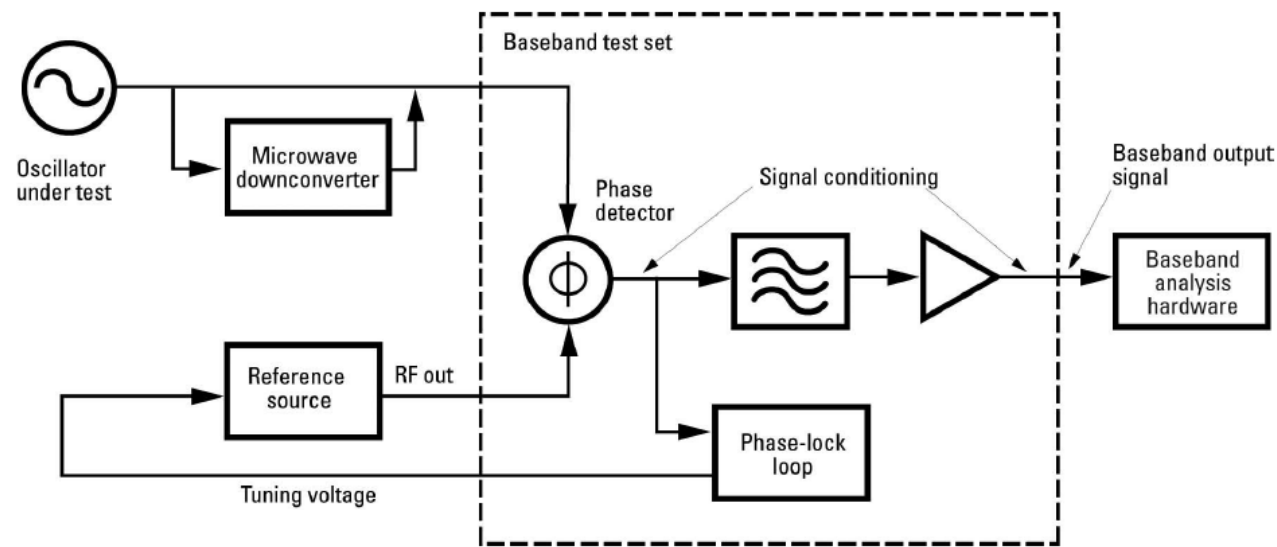 Baseband test set
Oscillator
under test
Microwave
downconverter
Phase
detector
Signal conditioning
Baseband output
signal
Baseband
analysis
hardware
Reference
source
RF out
Phase-lock
loop
Tuning voltage